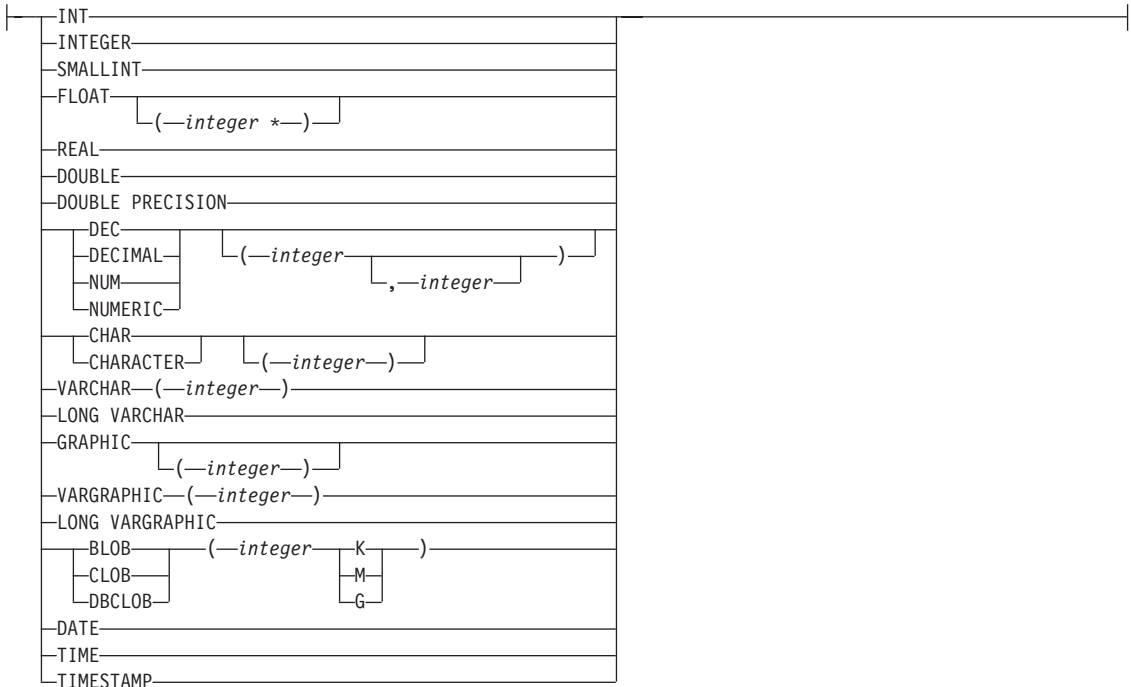 INT
INTEGER
SMALLINT
FLOAT
(integer *)
REAL
DOUBLE
DOUBLE PRECISION
DEC
DECIMAL (integer )
NUM , integer
NUMERIC
CHAR
CHARACTER (integer)
VARCHAR (integer)
LONG VARCHAR
GRAPHIC
(integer)
VARGRAPHIC (integer)
LONG VARGRAPHIC
BLOB (integer K )
CLOB M
DBCLOB G
DATE
TIME
TIMESTAMP